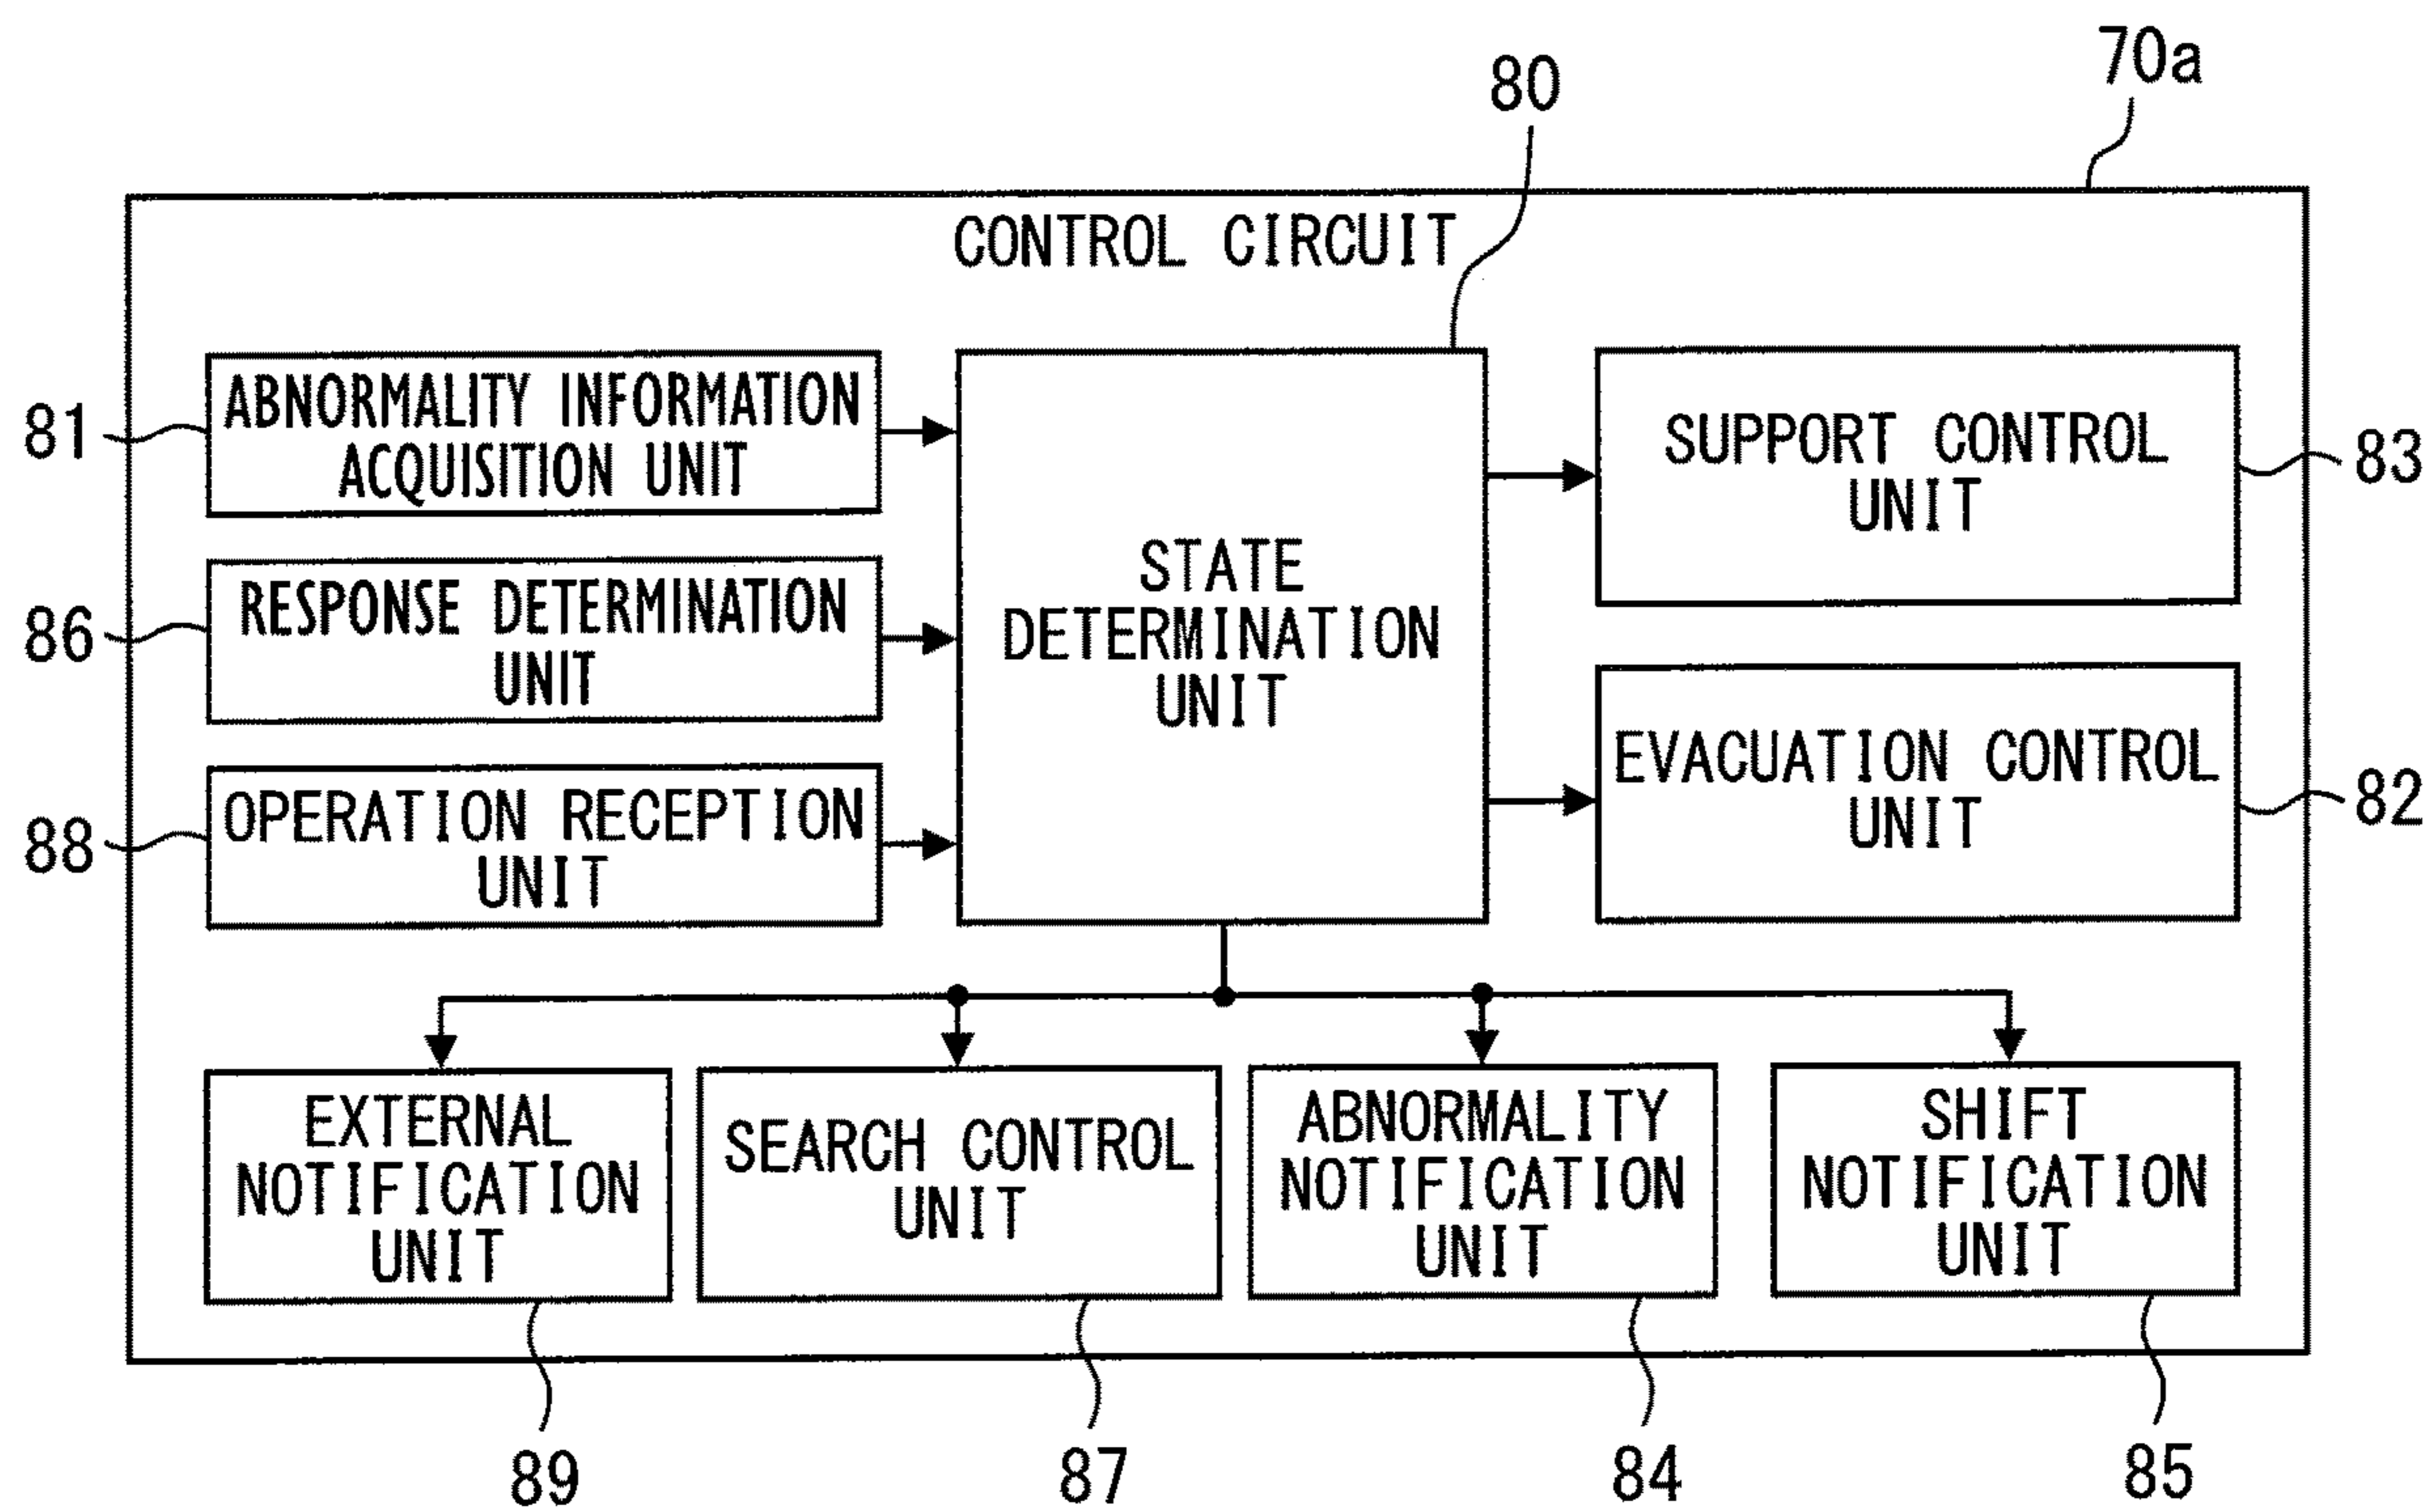 70a
80
CONTROL CIRCUIT
81
ABNORMALITY INFORMATION
ACQUISITION UNIT
86
RESPONSE DETERMINATION
UNIT
88
OPERATION RECEPTION
UNIT
STATE
DETERMINATION
UNIT
SUPPORT CONTROL
UNIT
83
EVACUATION CONTROL
UNIT
82
EXTERNAL
NOTIFICATION
UNIT
SEARCH CONTROL
UNIT
ABNORMALITY
NOTIFICATION
UNIT
SHIFT
NOTIFICATION
UNIT
89
87
84
85